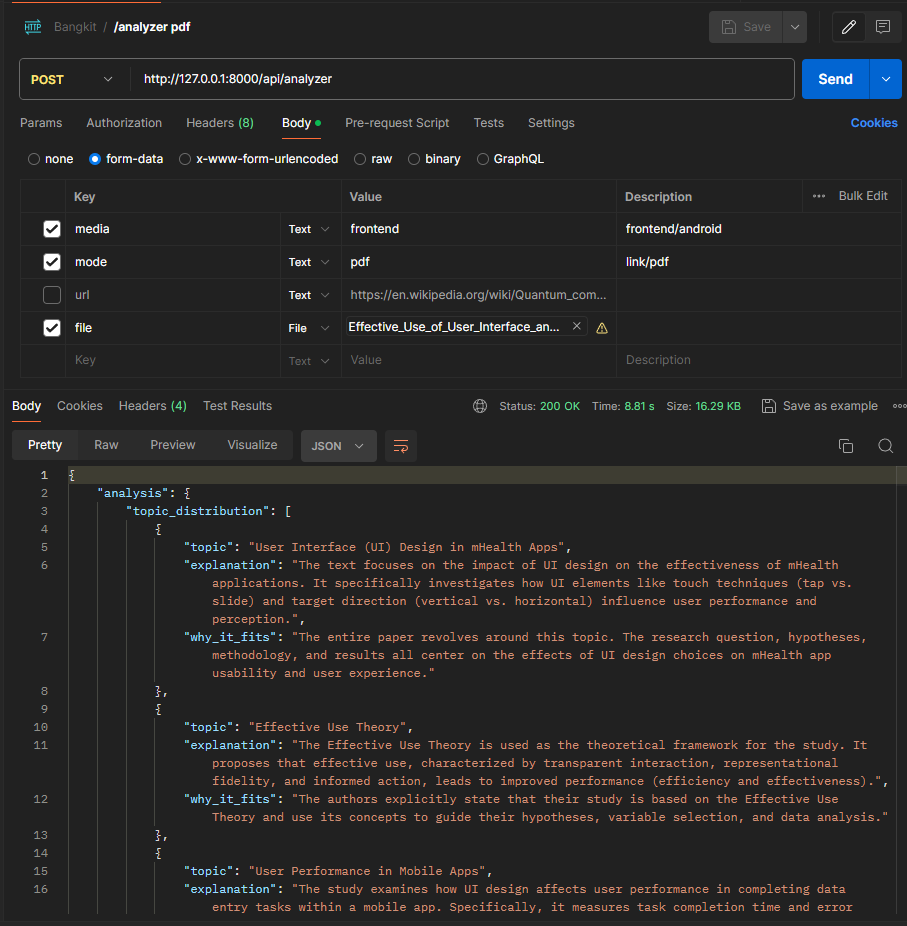 HTTP Bangkit / /analyzer pdf Save
POST http://127.0.0.1:8000/api/analyzer Send
Params Authorization Headers (8) Body Pre-request Script Tests Settings Cookies
none form-data x-www-form-urlencoded raw binary GraphQL
Key Value Description ··· Bulk Edit
media Text frontend frontend/android
mode Text pdf link/pdf
url Text https://en.wikipedia.org/wiki/Quantum_com...
file File Effective_Use_of_User_Interface_an...
Key Text Value Description
Body Cookies Headers (4) Test Results Status: 200 OK Time: 8.81 s Size: 16.29 KB Save as example
Pretty Raw Preview Visualize JSON
1 {
2 "analysis": {
3 "topic_distribution": [
4 {
5 "topic": "User Interface (UI) Design in mHealth Apps",
6 "explanation": "The text focuses on the impact of UI design on the effectiveness of mHealth
applications. It specifically investigates how UI elements like touch techniques (tap vs.
slide) and target direction (vertical vs. horizontal) influence user performance and
perception.",
7 "why_it_fits": "The entire paper revolves around this topic. The research question, hypotheses,
methodology, and results all center on the effects of UI design choices on mHealth app
usability and user experience."
8 },
9 {
10 "topic": "Effective Use Theory",
11 "explanation": "The Effective Use Theory is used as the theoretical framework for the study. It
proposes that effective use, characterized by transparent interaction, representational
fidelity, and informed action, leads to improved performance (efficiency and effectiveness).",
12 "why_it_fits": "The authors explicitly state that their study is based on the Effective Use
Theory and use its concepts to guide their hypotheses, variable selection, and data analysis."
13 },
14 {
15 "topic": "User Performance in Mobile Apps",
16 "explanation": "The study examines how UI design affects user performance in completing data
entry tasks within a mobile app. Specifically, it measures task completion time and error